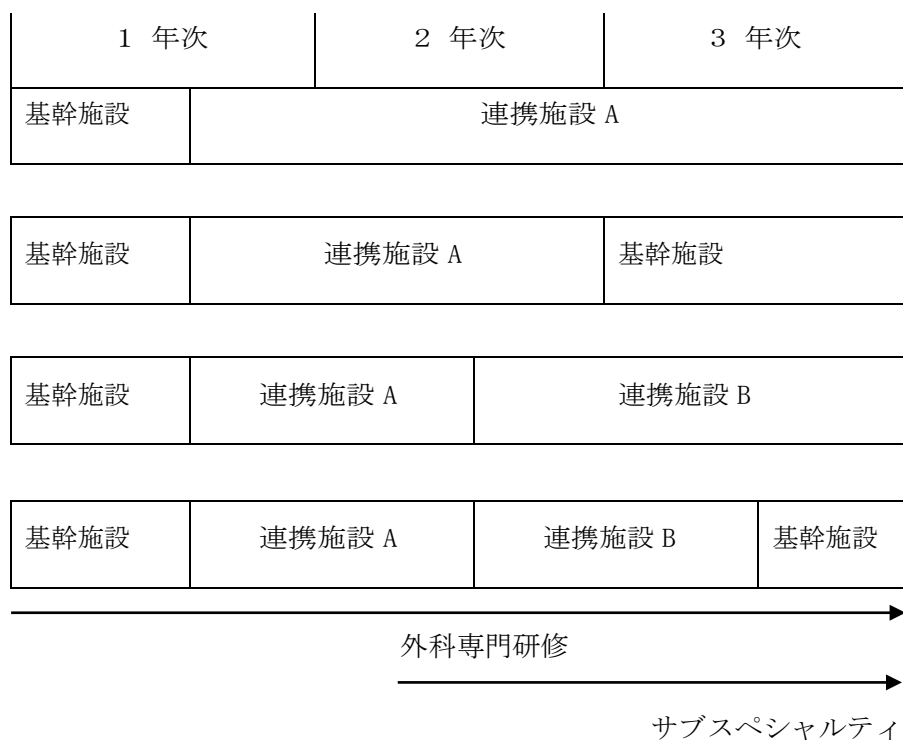 1 年次 2 年次 3 年次
基幹施設 連携施設 A
基幹施設 連携施設 A 基幹施設
基幹施設 連携施設 A 連携施設 B
基幹施設 連携施設 A 連携施設 B 基幹施設
外科専門研修
サブスペシャルティ